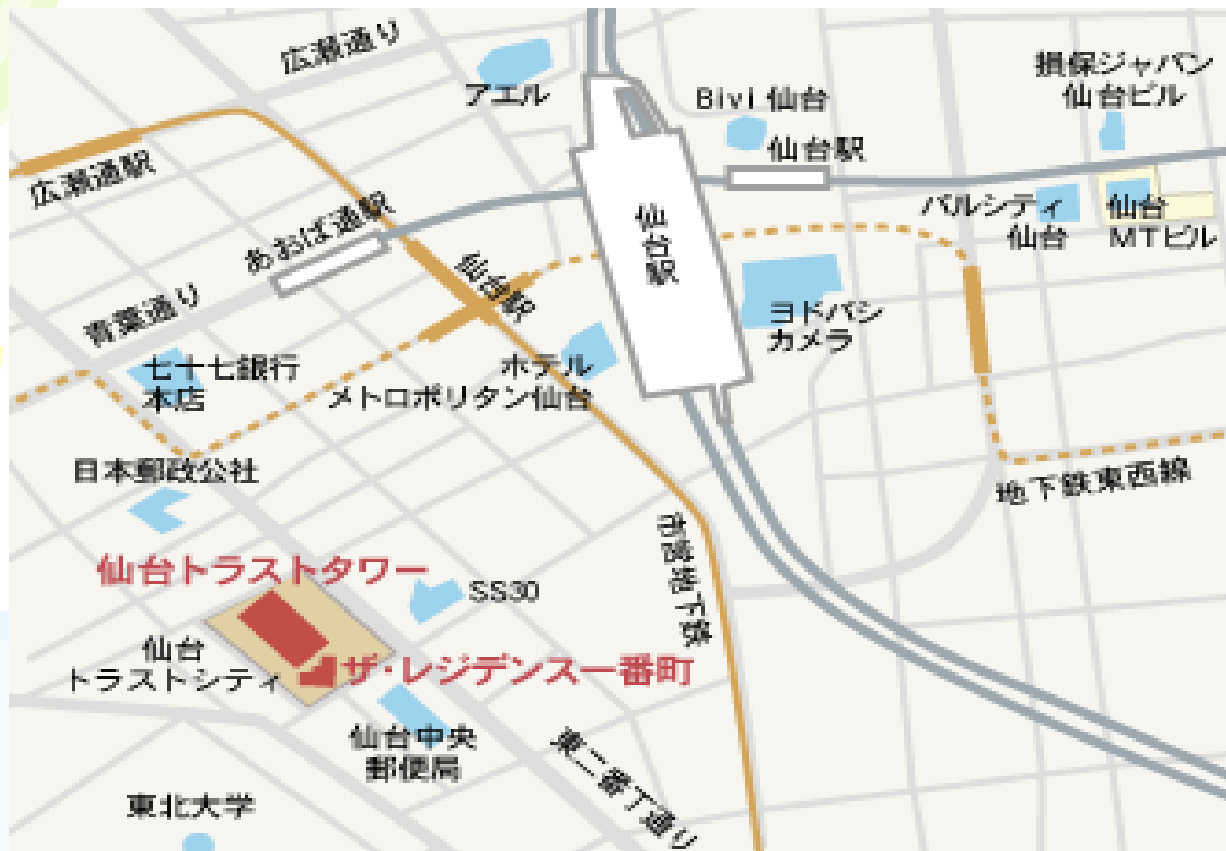 広瀬通り
アエル
Bivi 仙台
損保ジャパン
仙台ビル
仙台駅
広瀬通駅
あおば通駅
仙台駅
仙台駅
パルシティ
仙台
仙台
MTビル
青葉通り
ヨドバシ
カメラ
七十七銀行
本店
ホテル
メトロポリタン仙台
日本郵政公社
地下鉄東西線
市営地下鉄
仙台トラストタワー
SS30
仙台
トラストシティ
ザ・レジデンス一番町
仙台中央
郵便局
東二番丁通り
東北大学